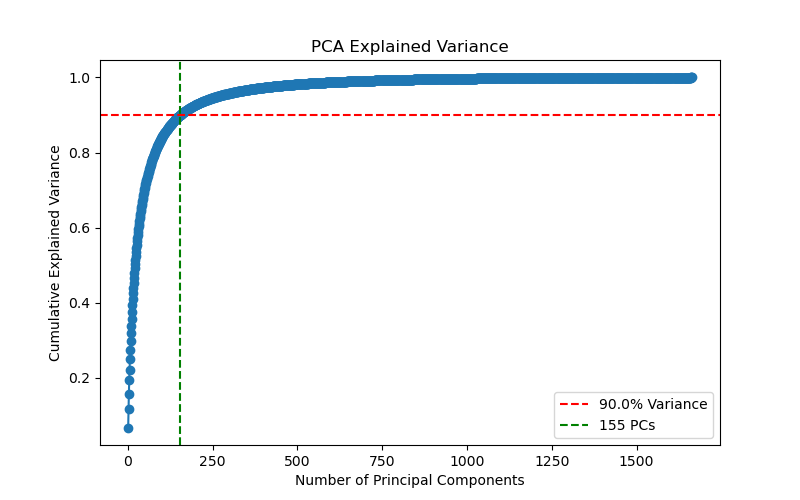 PCA Explained Variance
1.0
0.8
0.6
0.4
0.2
Cumulative Explained Variance
90.0% Variance
155 PCs
0 250 500 750 1000 1250 1500
Number of Principal Components